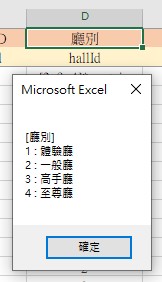 D
廳別
hallId
Microsoft Excel
[廳別]
1 : 體驗廳
2 : 一般廳
3 : 高手廳
4 : 至尊廳
確定